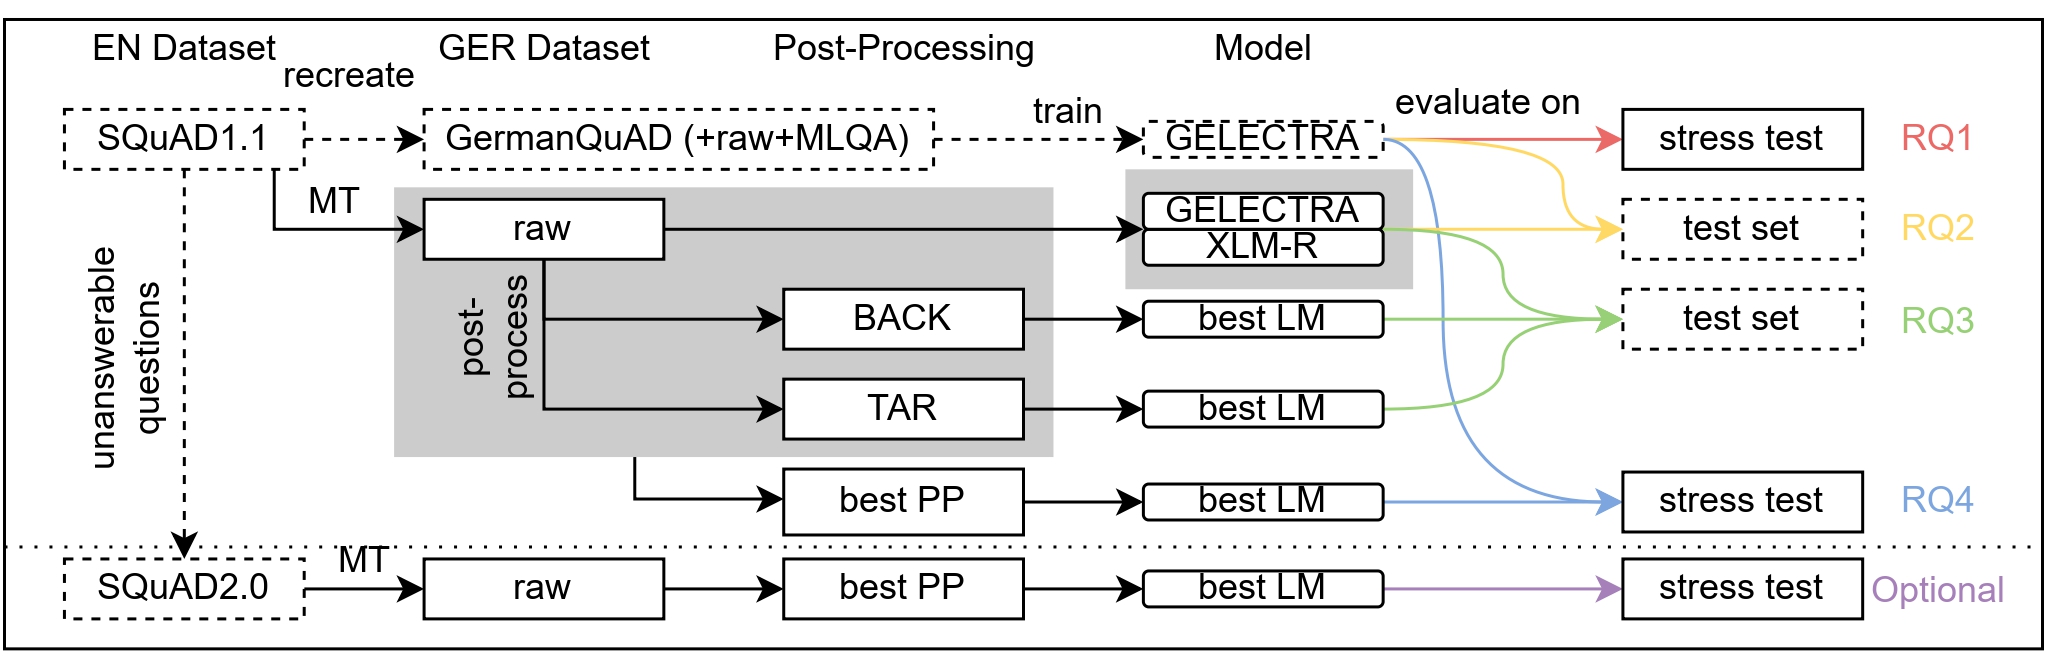 EN Dataset
GER Dataset
Post-Processing
Model
recreate
train
evaluate on
SQuAD1.1
GermanQuAD (+raw+MLQA)
GELECTRA
stress test
RQ1
MT
raw
GELECTRA
XLM-R
test set
RQ2
unanswerable
questions
post-
process
BACK
best LM
test set
RQ3
TAR
best LM
best PP
best LM
stress test
RQ4
MT
SQuAD2.0
raw
best PP
best LM
stress test
Optional